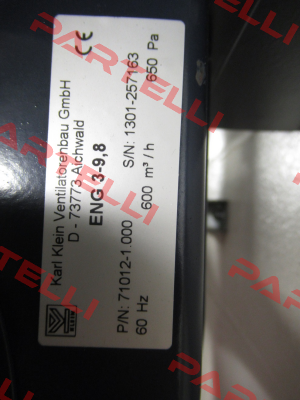 Karl Klein Ventilatorenbau GmbH
D - 73773 Aichwald
ENG 3-9,8
P/N: 71012-1.000 S/N: 1301-257163
60 Hz 600 m³/h 650 Pa
CE
KLEIN
PARTELLI
PARTELLI
PARTELLI